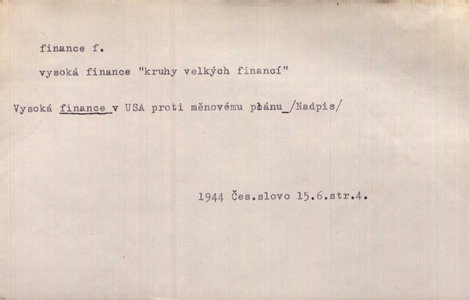 finance f.
vysoká finance "kruhy velkých financí"
Vysoká finance v USA proti měnovému plánu /Nadpis/
1944 Čes.slovo 15.6.str.4.